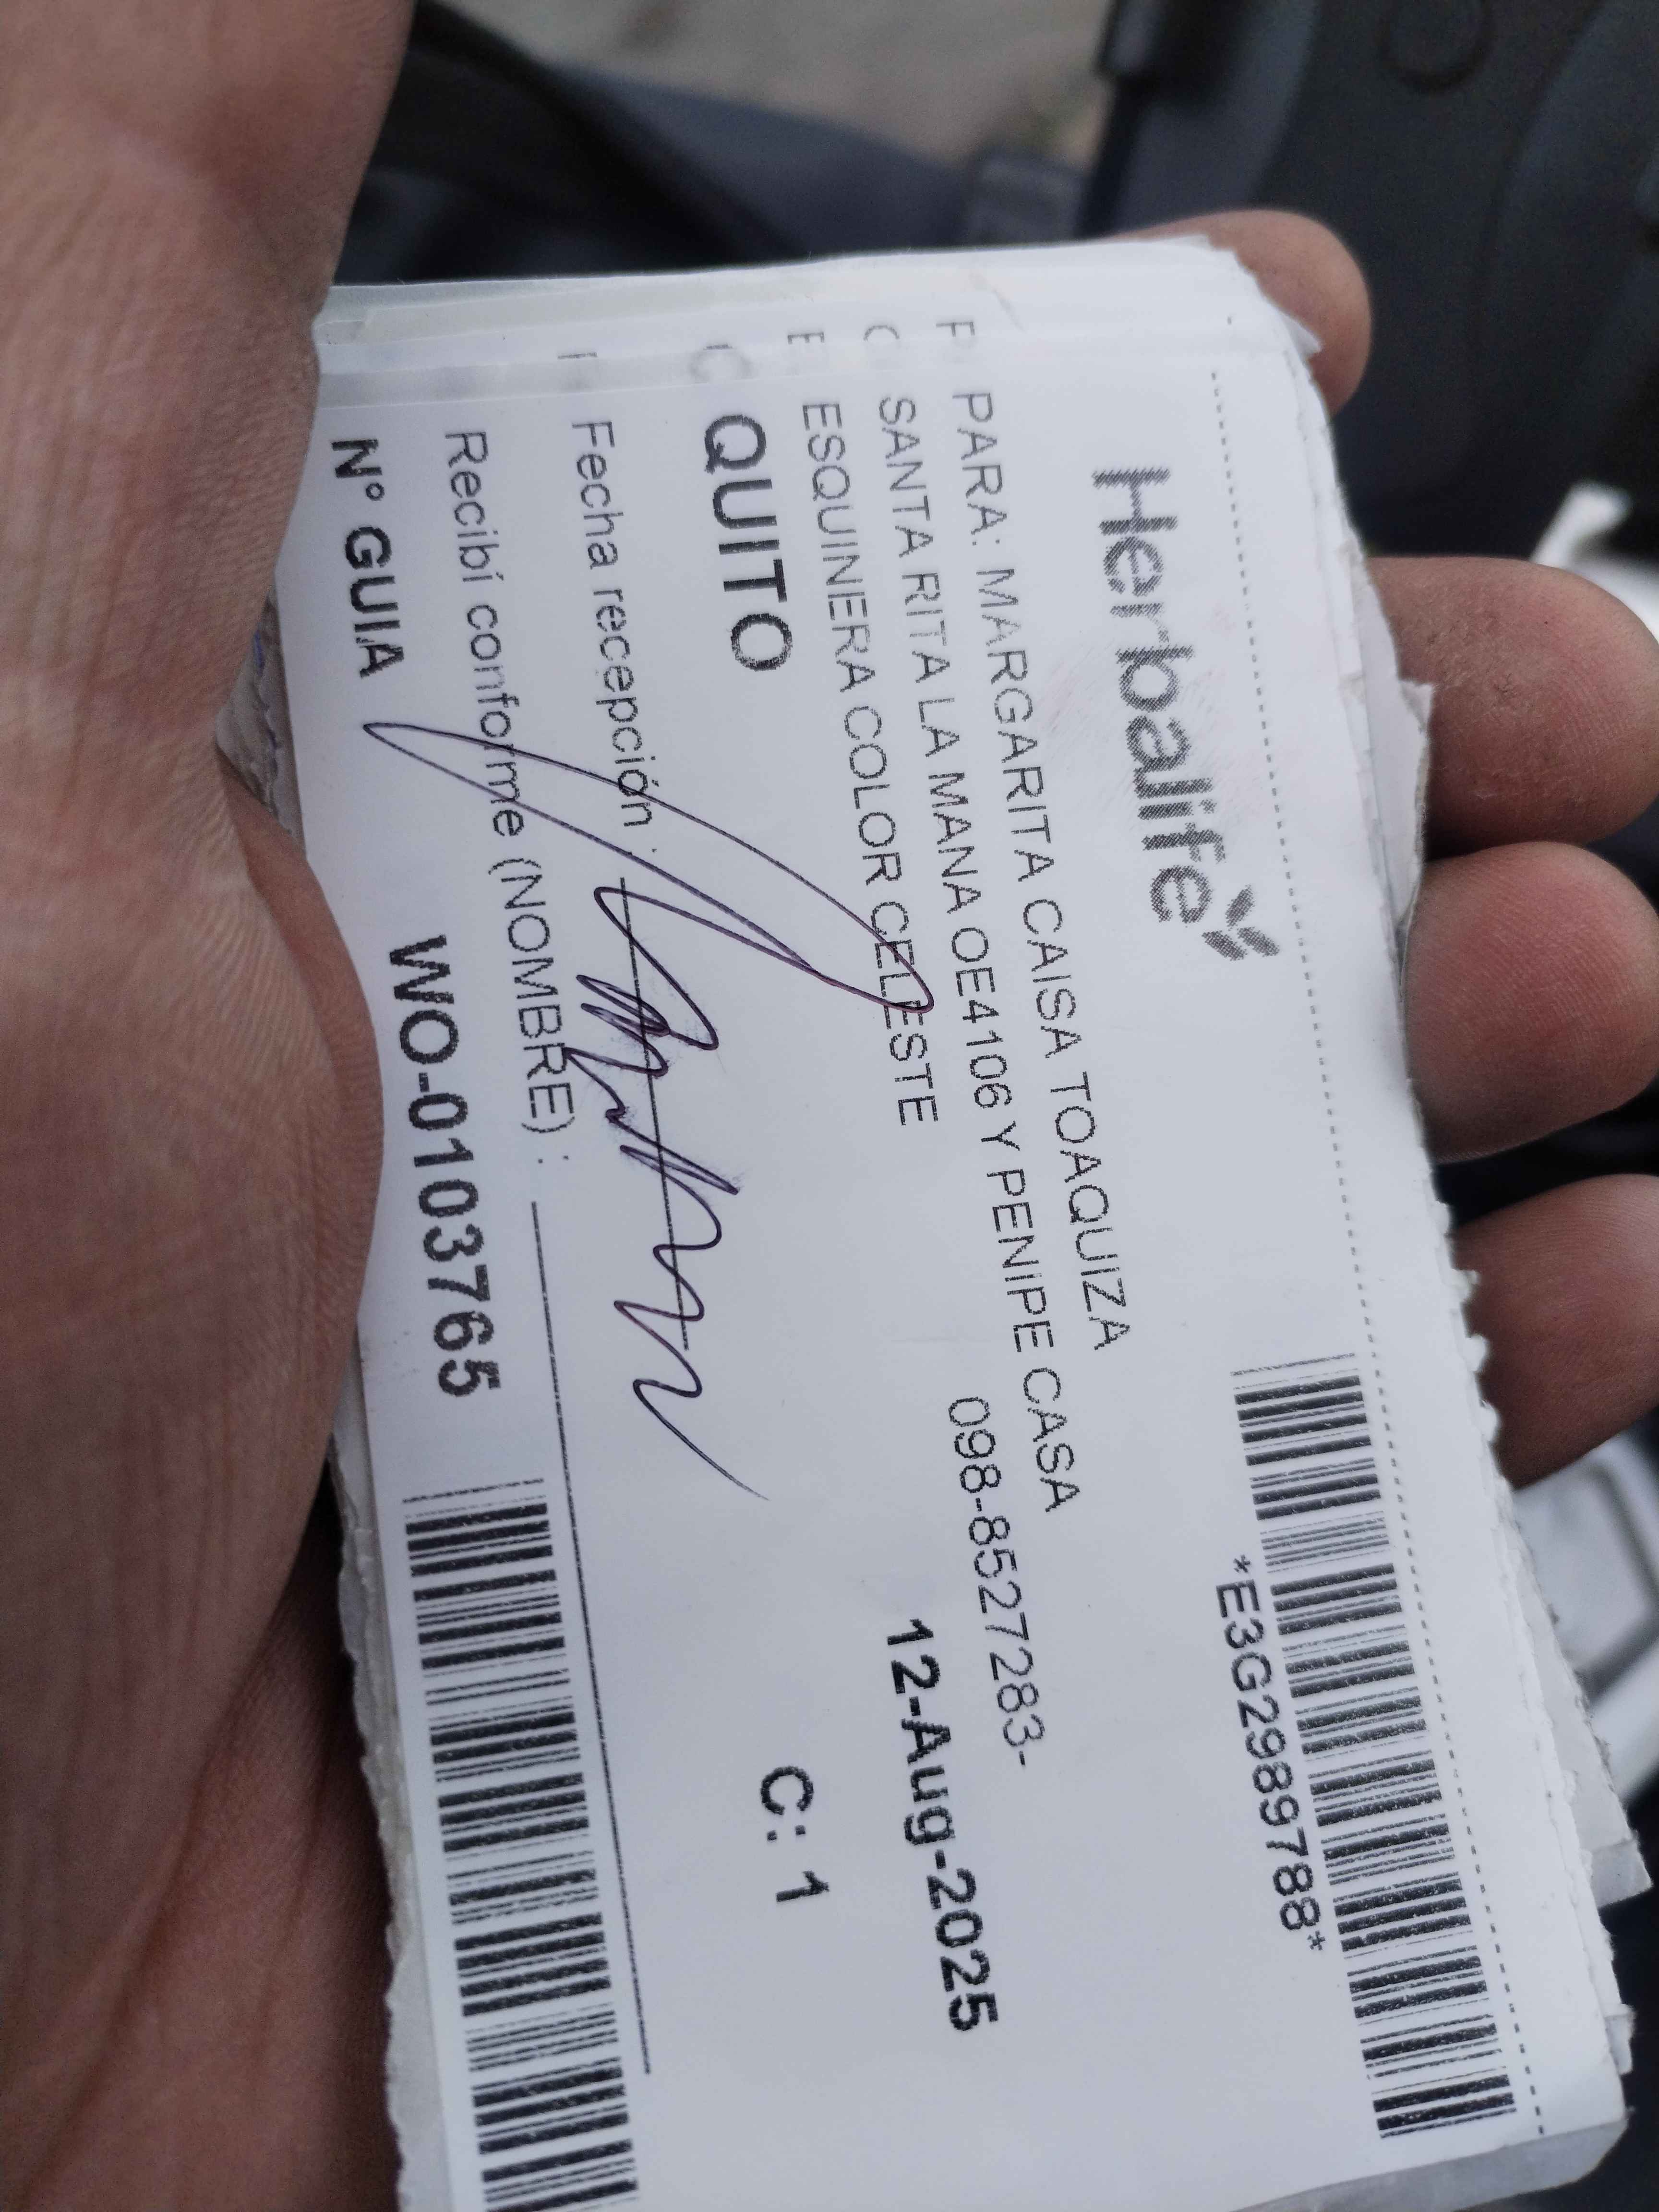 Herbalife
*E3G2989788*
PARA: MARGARITA CAISA TOAQUIZA
SANTA RITA LA MANA OE4106 Y PENIPE CASA
098-8527283-
ESQUINERA COLOR CELESTE
12-Aug-2025
QUITO
C: 1
Fecha recepción :
Recibí conforme (NOMBRE) :
N° GUIA WO-0103765